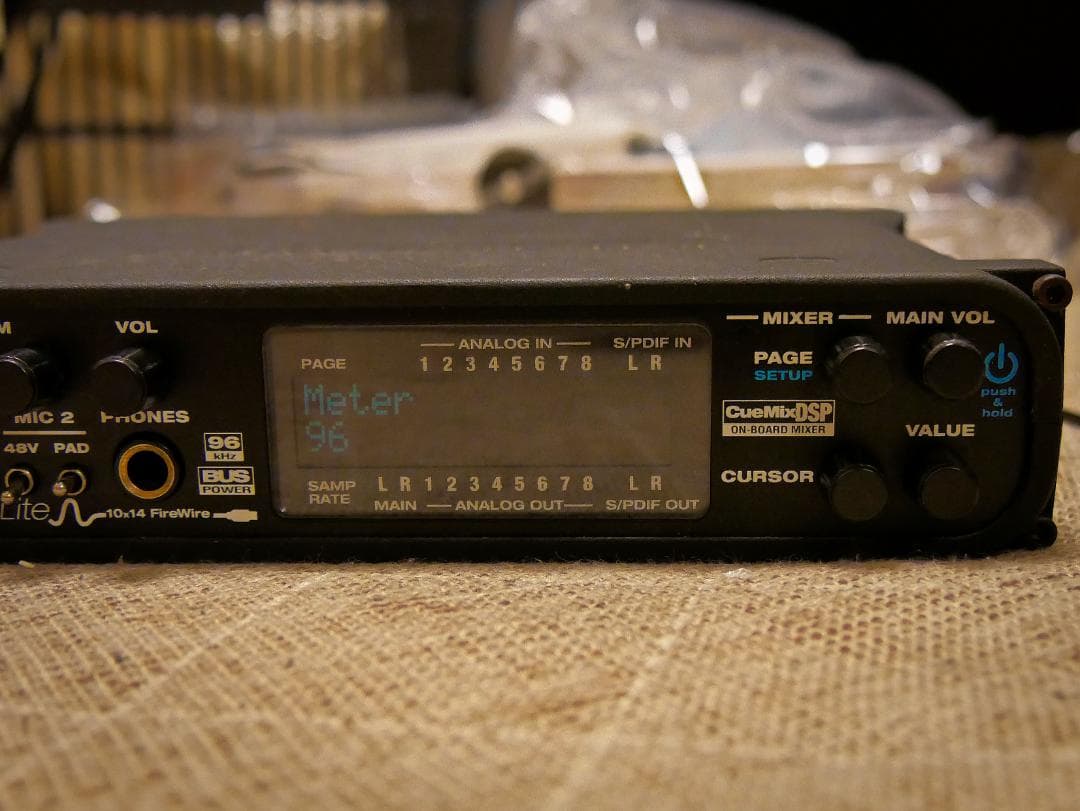 M
VOL
MIC 2
PHONES
48V PAD
96
kHz
BUS
POWER
Lite
10x14 FireWire
ANALOG IN
S/PDIF IN
PAGE
1 2 3 4 5 6 7 8
L R
Meter
96
SAMP
RATE
L R 1 2 3 4 5 6 7 8
L R
MAIN
ANALOG OUT
S/PDIF OUT
MIXER
MAIN VOL
PAGE
SETUP
push
&
hold
CueMixDSP
ON-BOARD MIXER
VALUE
CURSOR